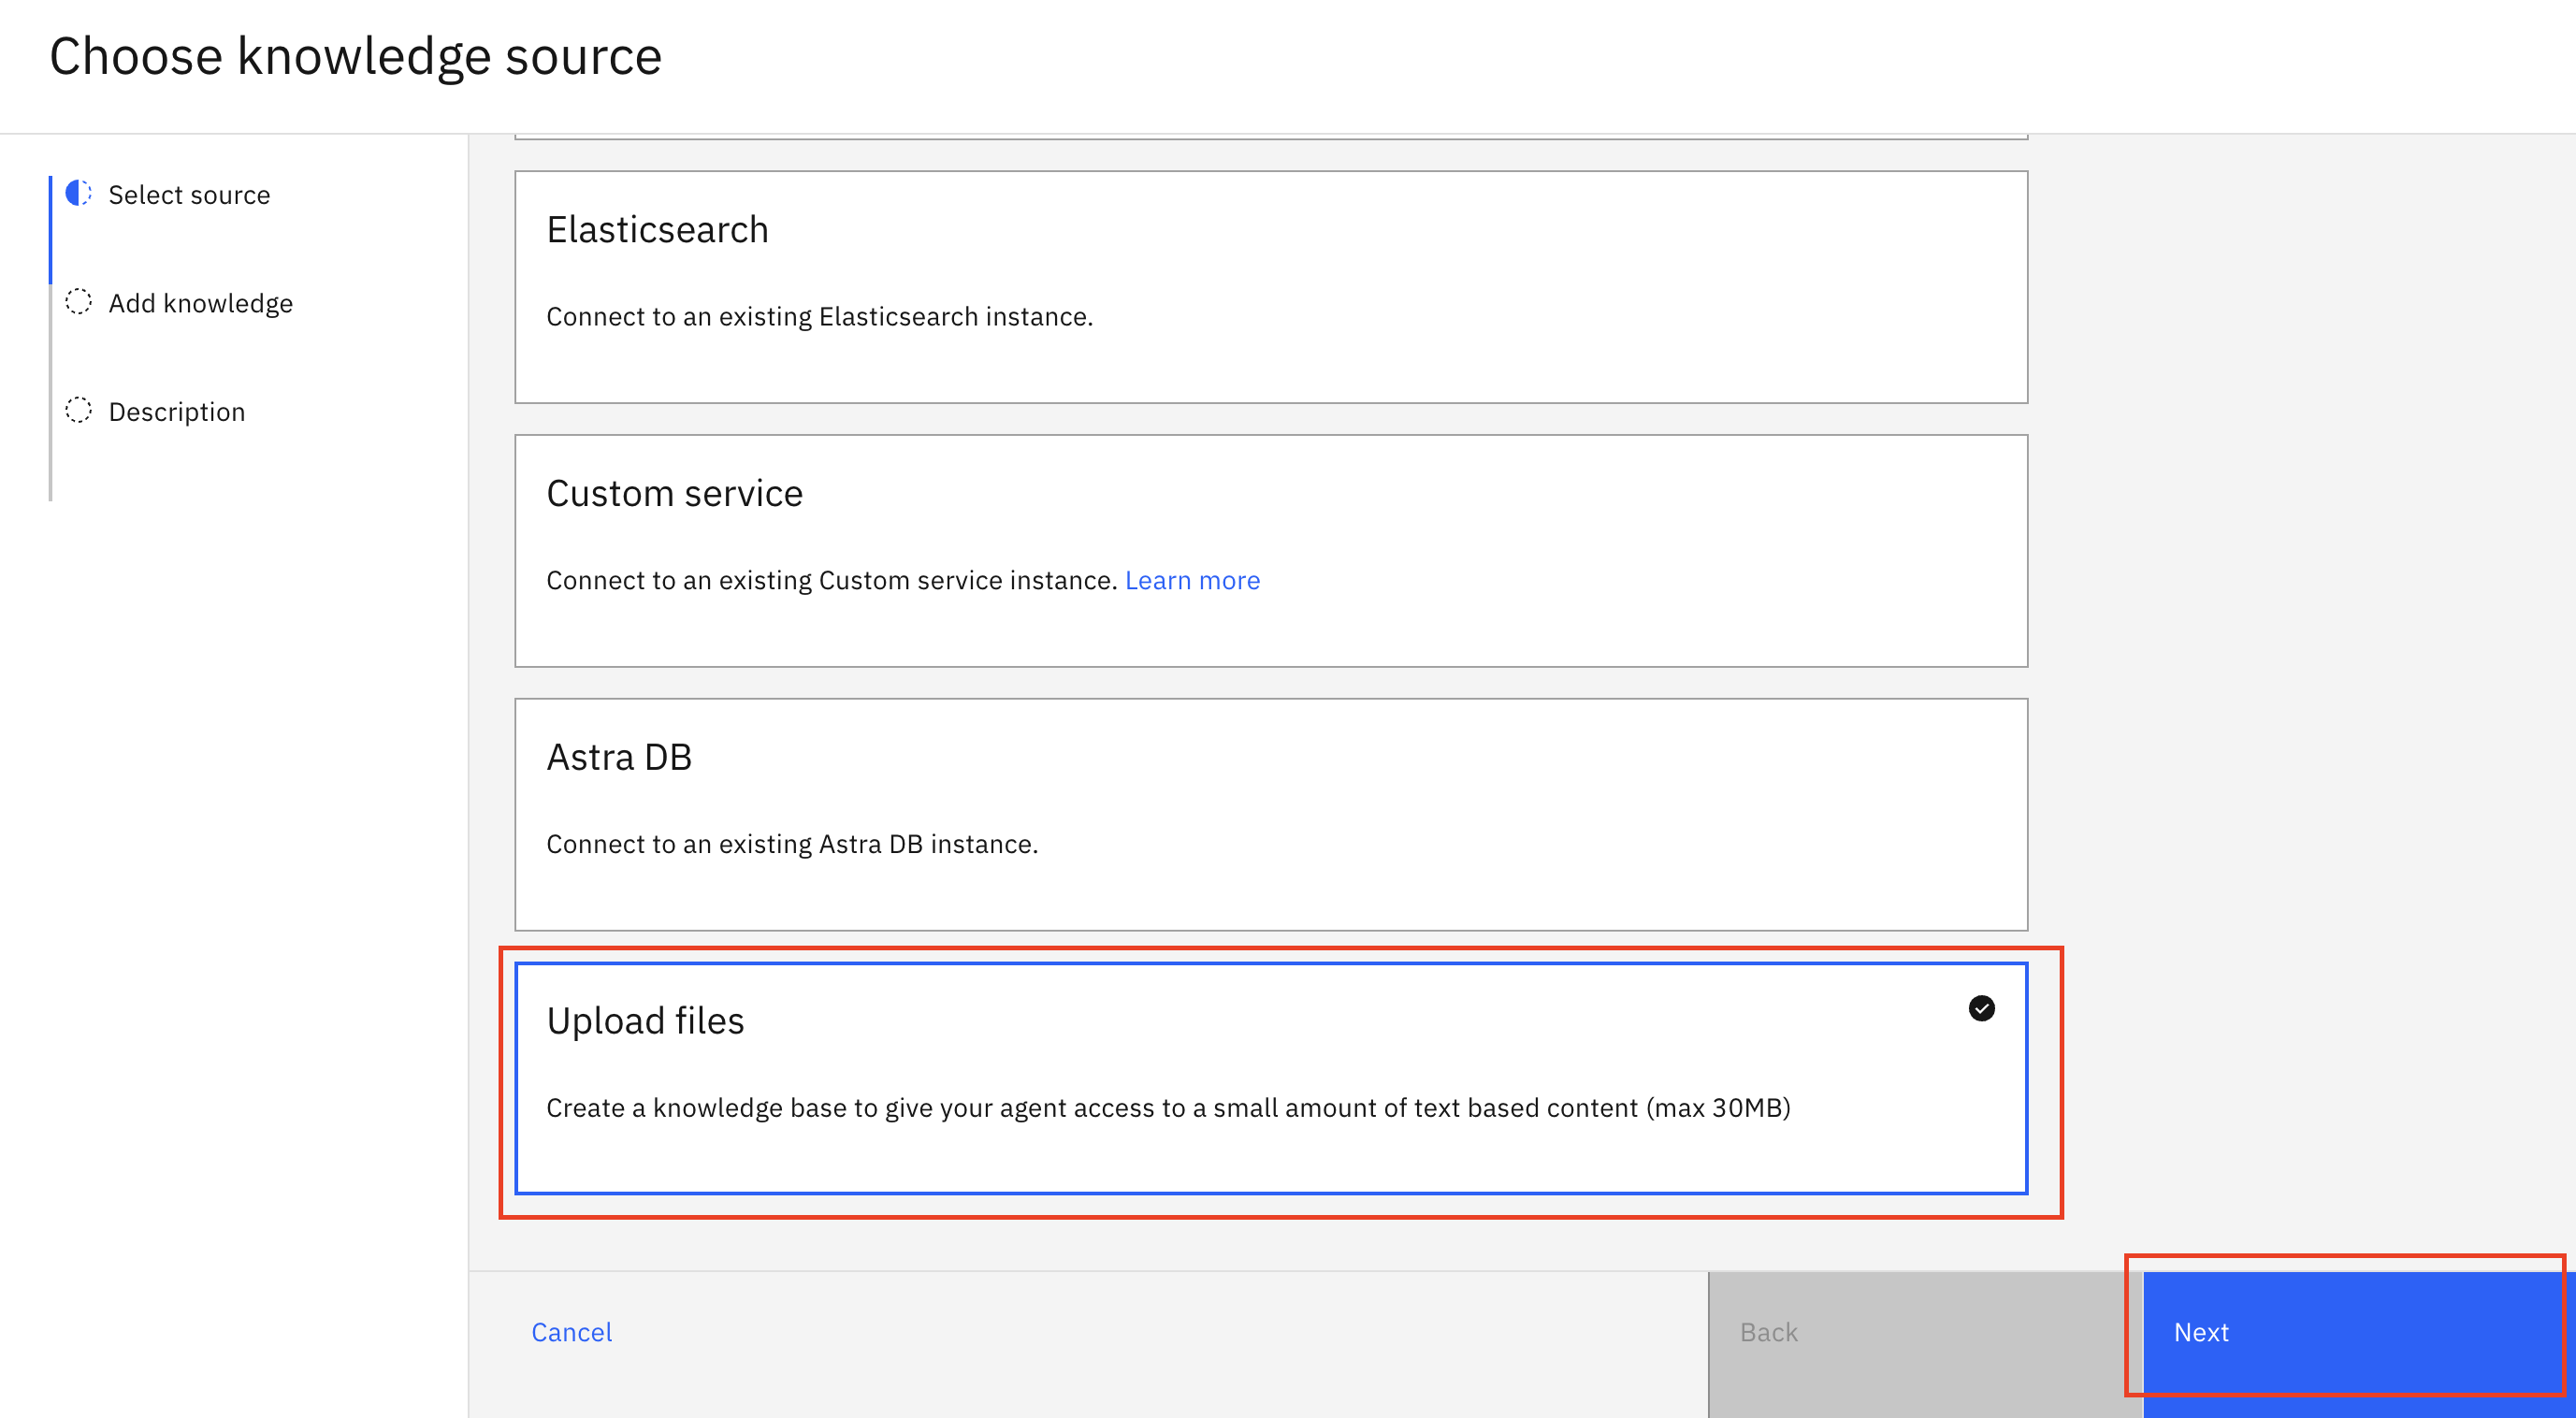 Choose knowledge source
Select source
Add knowledge
Description
Elasticsearch
Connect to an existing Elasticsearch instance.
Custom service
Connect to an existing Custom service instance. Learn more
Astra DB
Connect to an existing Astra DB instance.
Upload files
Create a knowledge base to give your agent access to a small amount of text based content (max 30MB)
Cancel
Back
Next